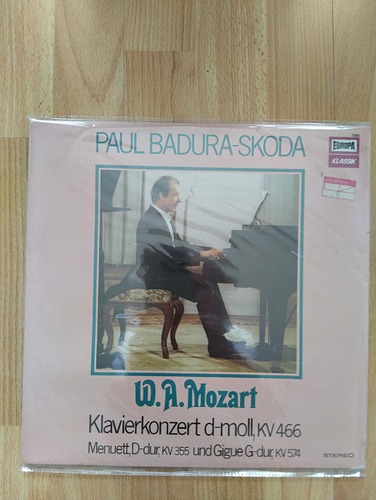 PAUL BADURA-SKODA
EUROPA
KLASSIK
W.A.Mozart
Klavierkonzert d-moll, KV 466
Menuett, D-dur, KV 355 und Gigue G-dur, KV 574
STEREO